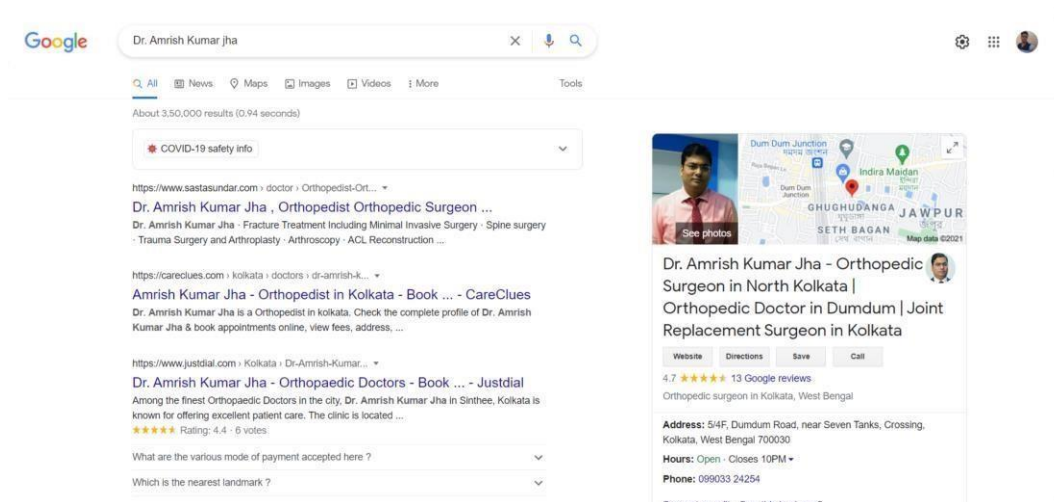 Google
Dr. Amrish Kumar jha
All News Maps Images Videos More Tools
About 3,50,000 results (0.94 seconds)
COVID-19 safety info
https://www.sastasundar.com › doctor › Orthopedist-Ort...
Dr. Amrish Kumar Jha , Orthopedist Orthopedic Surgeon ...
Dr. Amrish Kumar Jha · Fracture Treatment Including Minimal Invasive Surgery · Spine surgery
· Trauma Surgery and Arthroplasty · Arthroscopy · ACL Reconstruction ...
https://careclues.com › kolkata › doctors › dr-amrish-k...
Amrish Kumar Jha - Orthopedist in Kolkata - Book ... - CareClues
Dr. Amrish Kumar Jha is a Orthopedist in kolkata. Check the complete profile of Dr. Amrish
Kumar Jha & book appointments online, view fees, address, ...
https://www.justdial.com › Kolkata › Dr-Amrish-Kumar...
Dr. Amrish Kumar Jha - Orthopaedic Doctors - Book ... - Justdial
Among the finest Orthopaedic Doctors in the city, Dr. Amrish Kumar Jha in Sinthee, Kolkata is
known for offering excellent patient care. The clinic is located ...
Rating: 4.4 · 6 votes
What are the various mode of payment accepted here ?
Which is the nearest landmark ?
Dum Dum Junction
Indira Maidan
Dum Dum
Junction
GHUGHUDANGA
JAWPUR
SETH BAGAN
See photos
Map data ©2021
Dr. Amrish Kumar Jha - Orthopedic
Surgeon in North Kolkata |
Orthopedic Doctor in Dumdum | Joint
Replacement Surgeon in Kolkata
Website Directions Save Call
4.7 13 Google reviews
Orthopedic surgeon in Kolkata, West Bengal
Address: 5/4F, Dumdum Road, near Seven Tanks, Crossing,
Kolkata, West Bengal 700030
Hours: Open · Closes 10PM
Phone: 099033 24254